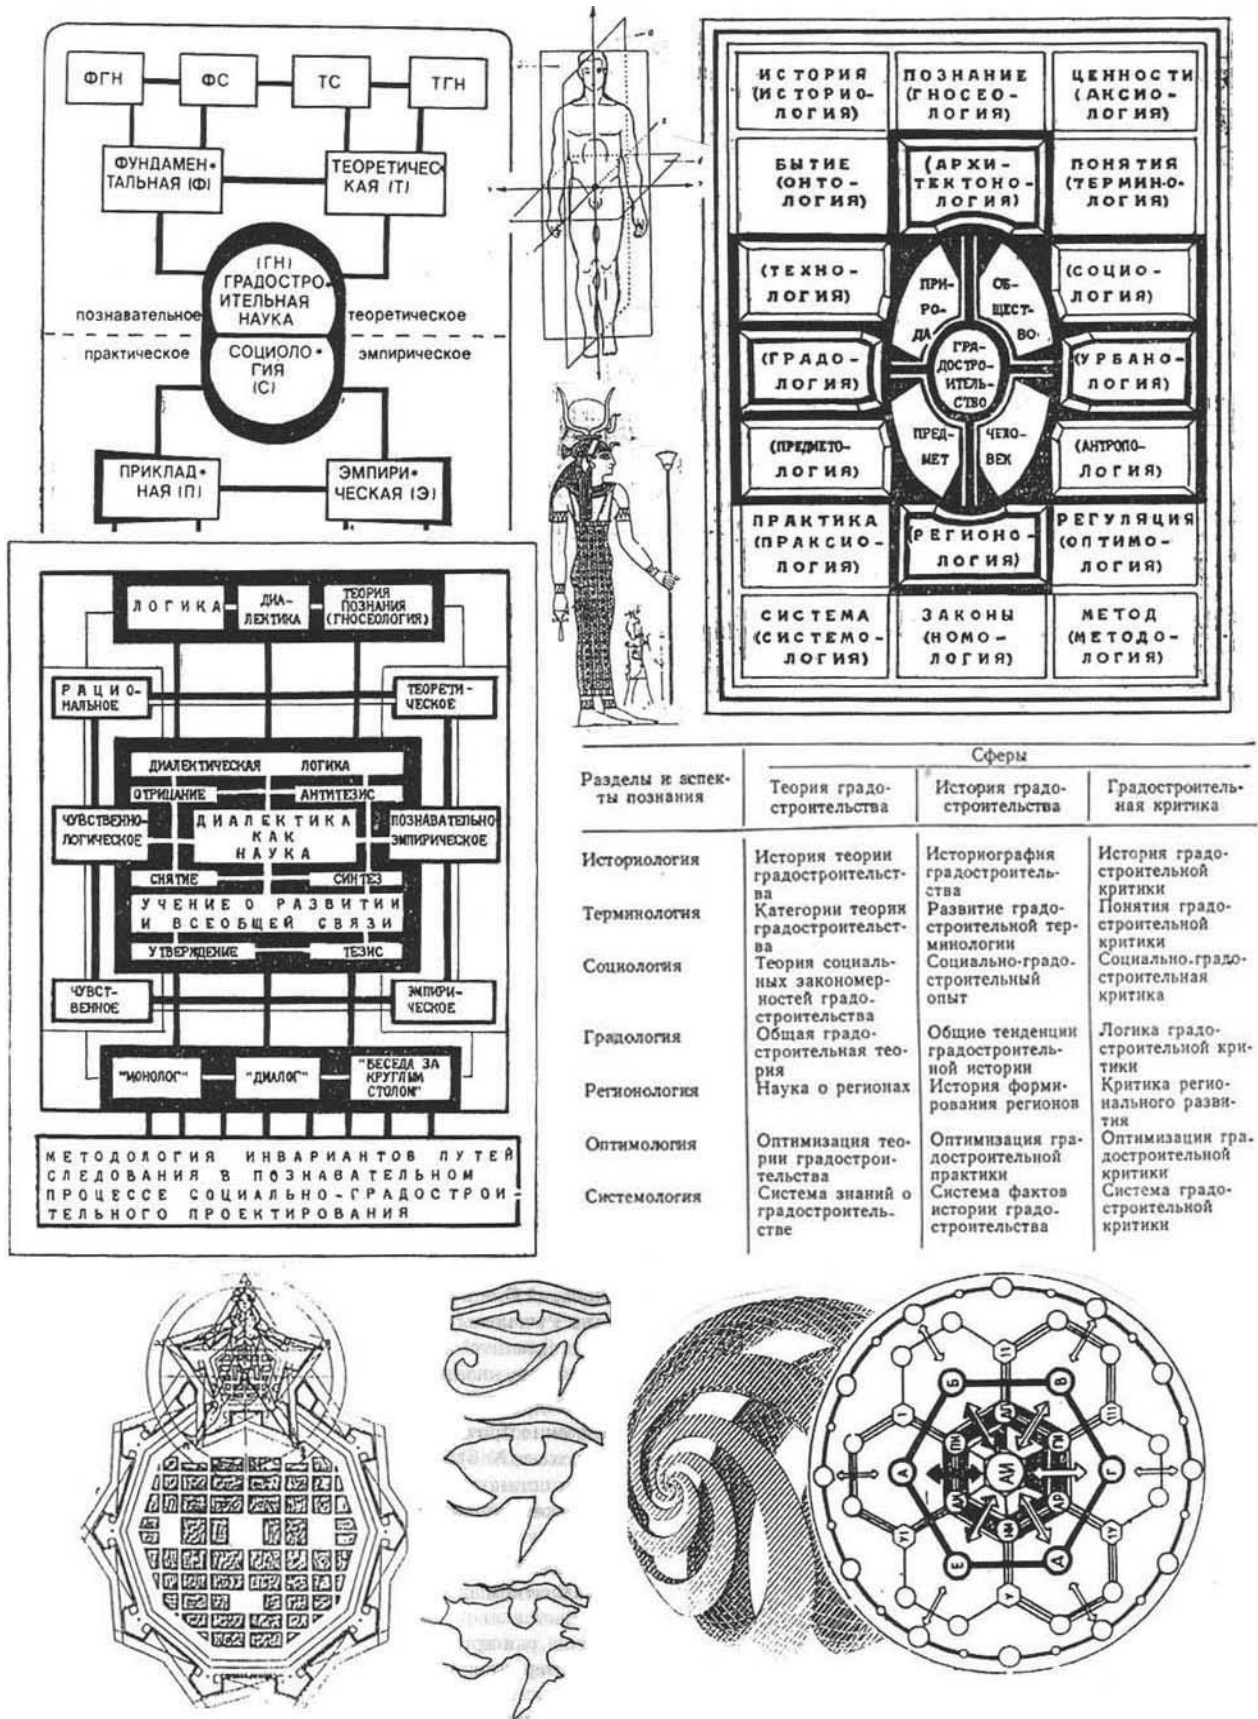 ФГН
ФС
ТС
ТГН
ФУНДАМЕН-
ТАЛЬНАЯ (Ф)
ТЕОРЕТИЧЕС-
КАЯ (Т)
(ГН)
ГРАДОСТРО-
ИТЕЛЬНАЯ
НАУКА
познавательное
теоретическое
практическое
эмпирическое
СОЦИОЛО-
ГИЯ
(С)
ПРИКЛАД-
НАЯ (П)
ЭМПИРИ-
ЧЕСКАЯ (Э)
ИСТОРИЯ
(ИСТОРИО-
ЛОГИЯ)
ПОЗНАНИЕ
(ГНОСЕО-
ЛОГИЯ)
ЦЕННОСТИ
(АКСИО-
ЛОГИЯ)
БЫТИЕ
(ОНТО-
ЛОГИЯ)
(АРХИ-
ТЕКТОНО-
ЛОГИЯ)
ПОНЯТИЯ
(ТЕРМИНО-
ЛОГИЯ)
(ТЕХНО-
ЛОГИЯ)
ПРИ-
РО-
ДА
ОБ-
ЩЕСТ-
ВО
(СОЦИО-
ЛОГИЯ)
(ГРАДО-
ЛОГИЯ)
ГРА-
ДОСТРО-
ИТЕЛЬ-
СТВО
(УРБАНО-
ЛОГИЯ)
(ПРЕДМЕТО-
ЛОГИЯ)
ПРЕД-
МЕТ
ЧЕЛО-
ВЕК
(АНТРОПО-
ЛОГИЯ)
ПРАКТИКА
(ПРАКСИО-
ЛОГИЯ)
(РЕГИОНО-
ЛОГИЯ)
РЕГУЛЯЦИЯ
(ОПТИМО-
ЛОГИЯ)
СИСТЕМА
(СИСТЕМО-
ЛОГИЯ)
ЗАКОНЫ
(НОМО-
ЛОГИЯ)
МЕТОД
(МЕТОДО-
ЛОГИЯ)
ЛОГИКА
ДИА-
ЛЕКТИКА
ТЕОРИЯ
ПОЗНАНИЯ
(ГНОСЕОЛОГИЯ)
РАЦИО-
НАЛЬНОЕ
ТЕОРЕТИ-
ЧЕСКОЕ
ДИАЛЕКТИЧЕСКАЯ ЛОГИКА
ОТРИЦАНИЕ
АНТИТЕЗИС
ЧУВСТВЕННО-
ЛОГИЧЕСКОЕ
ДИАЛЕКТИКА
КАК
НАУКА
ПОЗНАВАТЕЛЬНО
ЭМПИРИЧЕСКОЕ
СНЯТИЕ
СИНТЕЗ
УЧЕНИЕ О РАЗВИТИИ
И ВСЕОБЩЕЙ СВЯЗИ
УТВЕРЖДЕНИЕ
ТЕЗИС
ЧУВСТ-
ВЕННОЕ
ЭМПИРИ-
ЧЕСКОЕ
"МОНОЛОГ"
"ДИАЛОГ"
"БЕСЕДА ЗА
КРУГЛЫМ
СТОЛОМ"
МЕТОДОЛОГИЯ ИНВАРИАНТОВ ПУТЕЙ
СЛЕДОВАНИЯ В ПОЗНАВАТЕЛЬНОМ
ПРОЦЕССЕ СОЦИАЛЬНО-ГРАДОСТРОИ-
ТЕЛЬНОГО ПРОЕКТИРОВАНИЯ
Разделы и аспек-
ты познания
Сферы
Теория градо-
строительства
История градо-
строительства
Градостроитель-
ная критика
Историология
История теории
градостроительст-
ва
Историография
градостроитель-
ства
История градо-
строительной
критики
Терминология
Категории теории
градостроительст-
ва
Развитие градо-
строительной тер-
минологии
Понятия градо-
строительной
критики
Социология
Теория социаль-
ных закономер-
ностей градо-
строительства
Социально-градо-
строительный
опыт
Социально-градо-
строительная
критика
Градология
Общая градо-
строительная тео-
рия
Общие тенденции
градостроитель-
ной истории
Логика градо-
строительной кри-
тики
Регионология
Наука о регионах
История форми-
рования регионов
Критика регио-
нального разви-
тия
Оптимология
Оптимизация тео-
рии градострои-
тельства
Оптимизация гра-
достроительной
практики
Оптимизации гра-
достроительной
критики
Системология
Система знаний о
градостроитель-
стве
Система фактов
истории градо-
строительства
Система градо-
строительной
критики
Б
В
А
АИ
Г
Е
Д
I
II
III
IY
Y
YI
ПИ